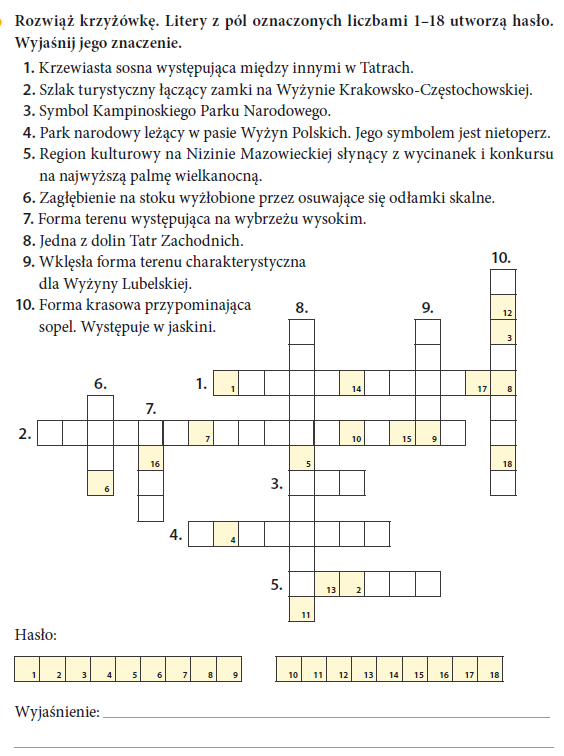 Rozwiąż krzyżówkę. Litery z pól oznaczonych liczbami 1–18 utworzą hasło.
Wyjaśnij jego znaczenie.
1. Krzewiasta sosna występująca między innymi w Tatrach.
2. Szlak turystyczny łączący zamki na Wyżynie Krakowsko-Częstochowskiej.
3. Symbol Kampinoskiego Parku Narodowego.
4. Park narodowy leżący w pasie Wyżyn Polskich. Jego symbolem jest nietoperz.
5. Region kulturowy na Nizinie Mazowieckiej słynący z wycinanek i konkursu
na najwyższą palmę wielkanocną.
6. Zagłębienie na stoku wyżłobione przez osuwające się odłamki skalne.
7. Forma terenu występująca na wybrzeżu wysokim.
8. Jedna z dolin Tatr Zachodnich.
9. Wklęsła forma terenu charakterystyczna
dla Wyżyny Lubelskiej.
10. Forma krasowa przypominająca
sopel. Występuje w jaskini.
10.
12
8. 9.
3
6. 1. 1 14 17 8
7.
2. 7 10 15 9
16 5 18
6 3.
4. 4
5. 13 2
11
Hasło:
1 2 3 4 5 6 7 8 9 10 11 12 13 14 15 16 17 18
Wyjaśnienie: